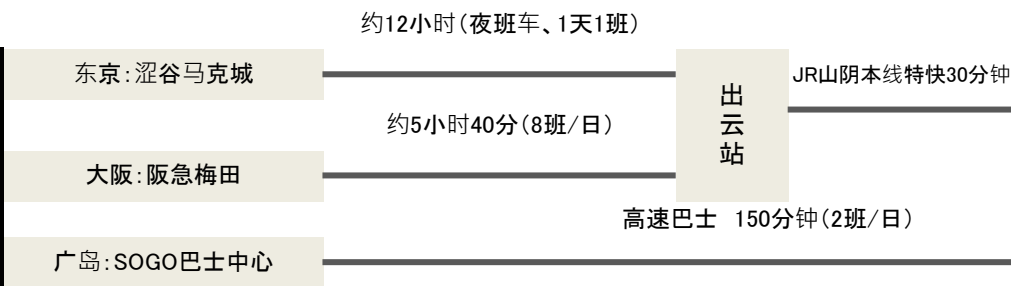 约12小时（夜班车、1天1班）
东京：涩谷马克城
JR山阴本线特快30分钟
出云站
约5小时40分（8班/日）
大阪：阪急梅田
高速巴士　150分钟（2班/日）
广岛：SOGO巴士中心